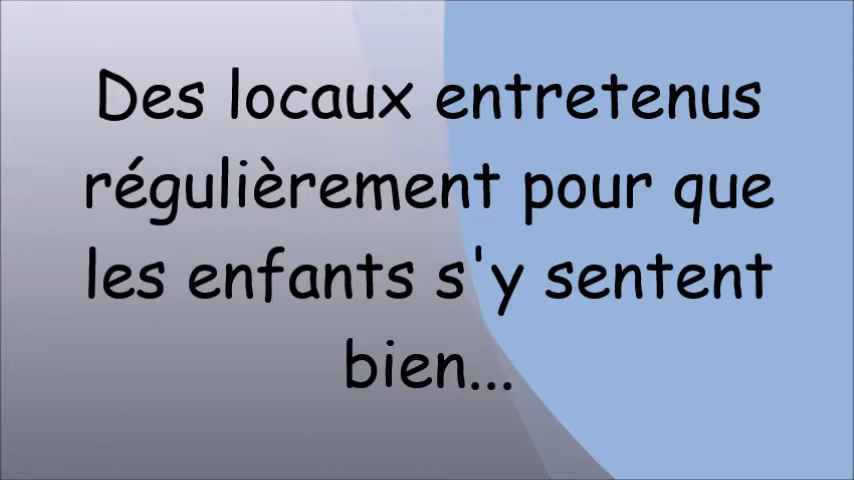 Des locaux entretenus
régulièrement pour que
les enfants s'y sentent
bien...